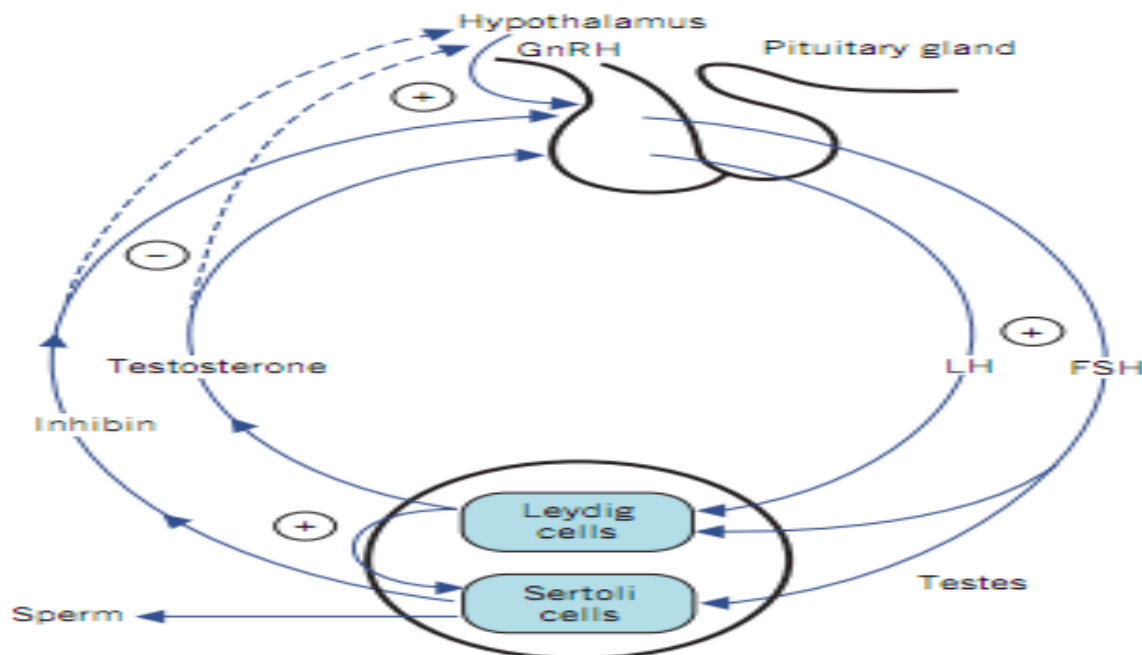 Hypothalamus
GnRH
Pituitary gland
+
−
+
Testosterone
LH
FSH
Inhibin
+
Leydig
cells
Sertoli
cells
Testes
Sperm